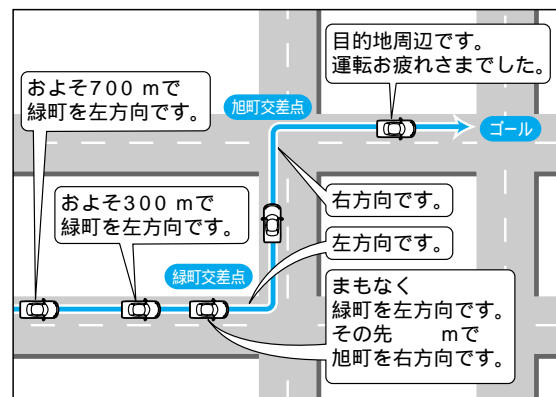 目的地周辺です。
運転お疲れさまでした。
およそ700 mで
緑町を左方向です。
旭町交差点
ゴール
およそ300 mで
緑町を左方向です。
右方向です。
左方向です。
緑町交差点
まもなく
緑町を左方向です。
その先　　mで
旭町を右方向です。